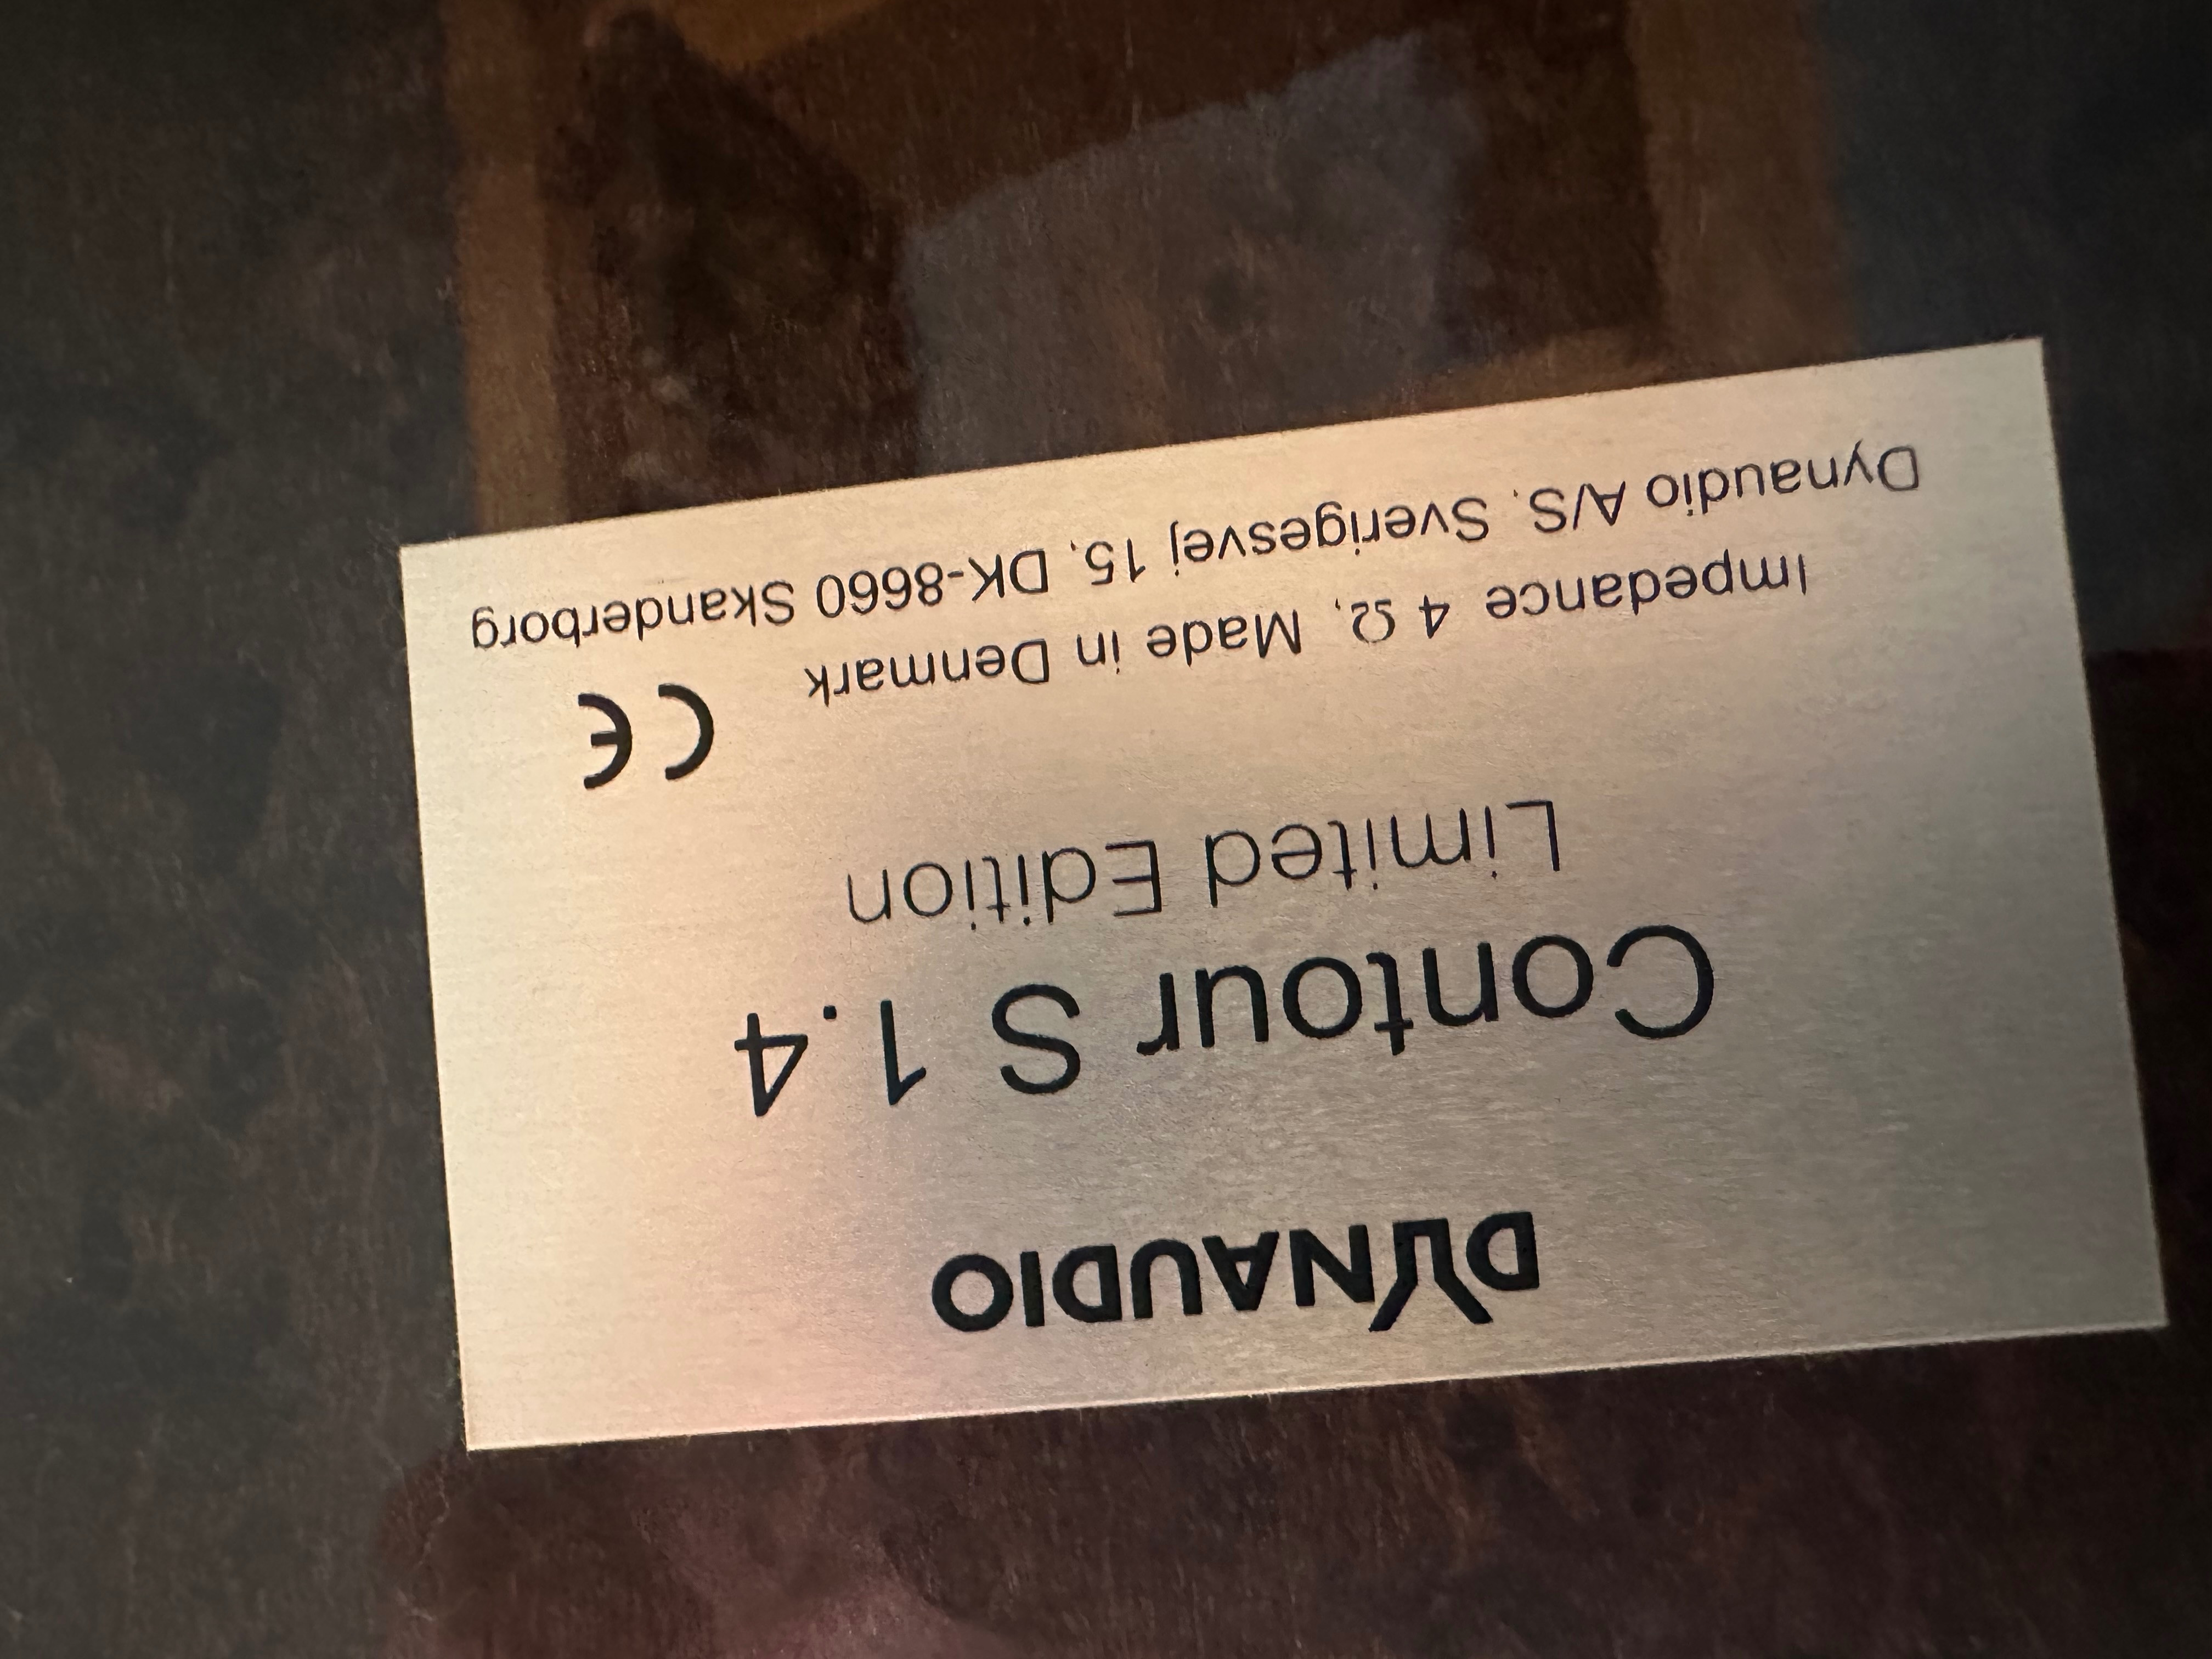 DYNAUDIO
Contour S 1.4
Limited Edition
CE
Impedance 4 Ω, Made in Denmark
Dynaudio A/S, Sverigesvej 15, DK-8660 Skanderborg